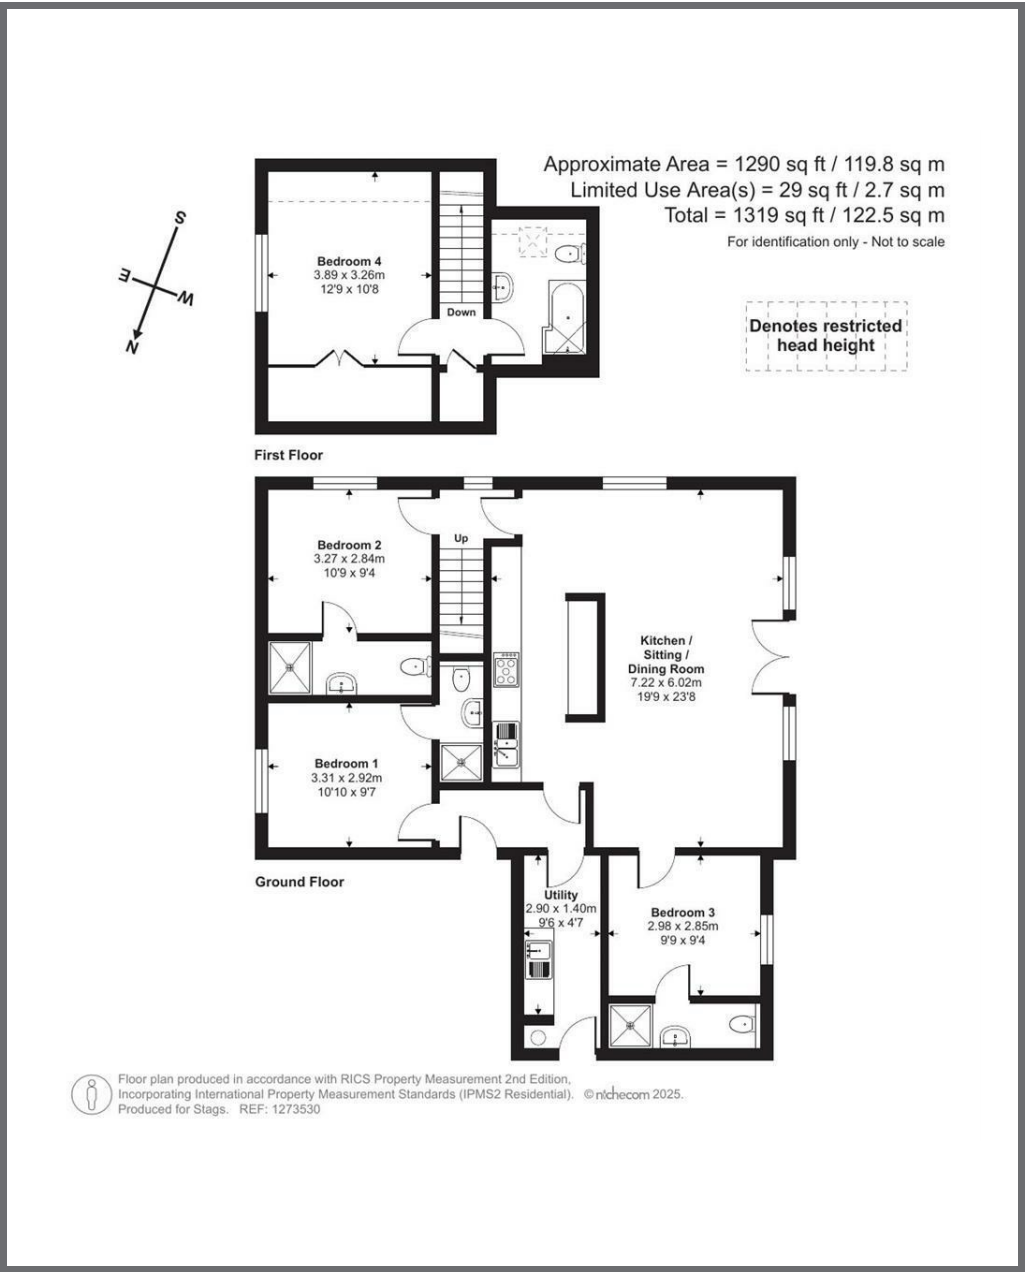 Approximate Area = 1290 sq ft / 119.8 sq m
Limited Use Area(s) = 29 sq ft / 2.7 sq m
Total = 1319 sq ft / 122.5 sq m
For identification only - Not to scale
S
E
W
N
Denotes restricted
head height
Bedroom 4
3.89 x 3.26m
12'9 x 10'8
Down
First Floor
Bedroom 2
3.27 x 2.84m
10'9 x 9'4
Up
Kitchen /
Sitting /
Dining Room
7.22 x 6.02m
19'9 x 23'8
Bedroom 1
3.31 x 2.92m
10'10 x 9'7
Ground Floor
Utility
2.90 x 1.40m
9'6 x 4'7
Bedroom 3
2.98 x 2.85m
9'9 x 9'4
Floor plan produced in accordance with RICS Property Measurement 2nd Edition,
Incorporating International Property Measurement Standards (IPMS2 Residential). © nichecom 2025.
Produced for Stags. REF: 1273530